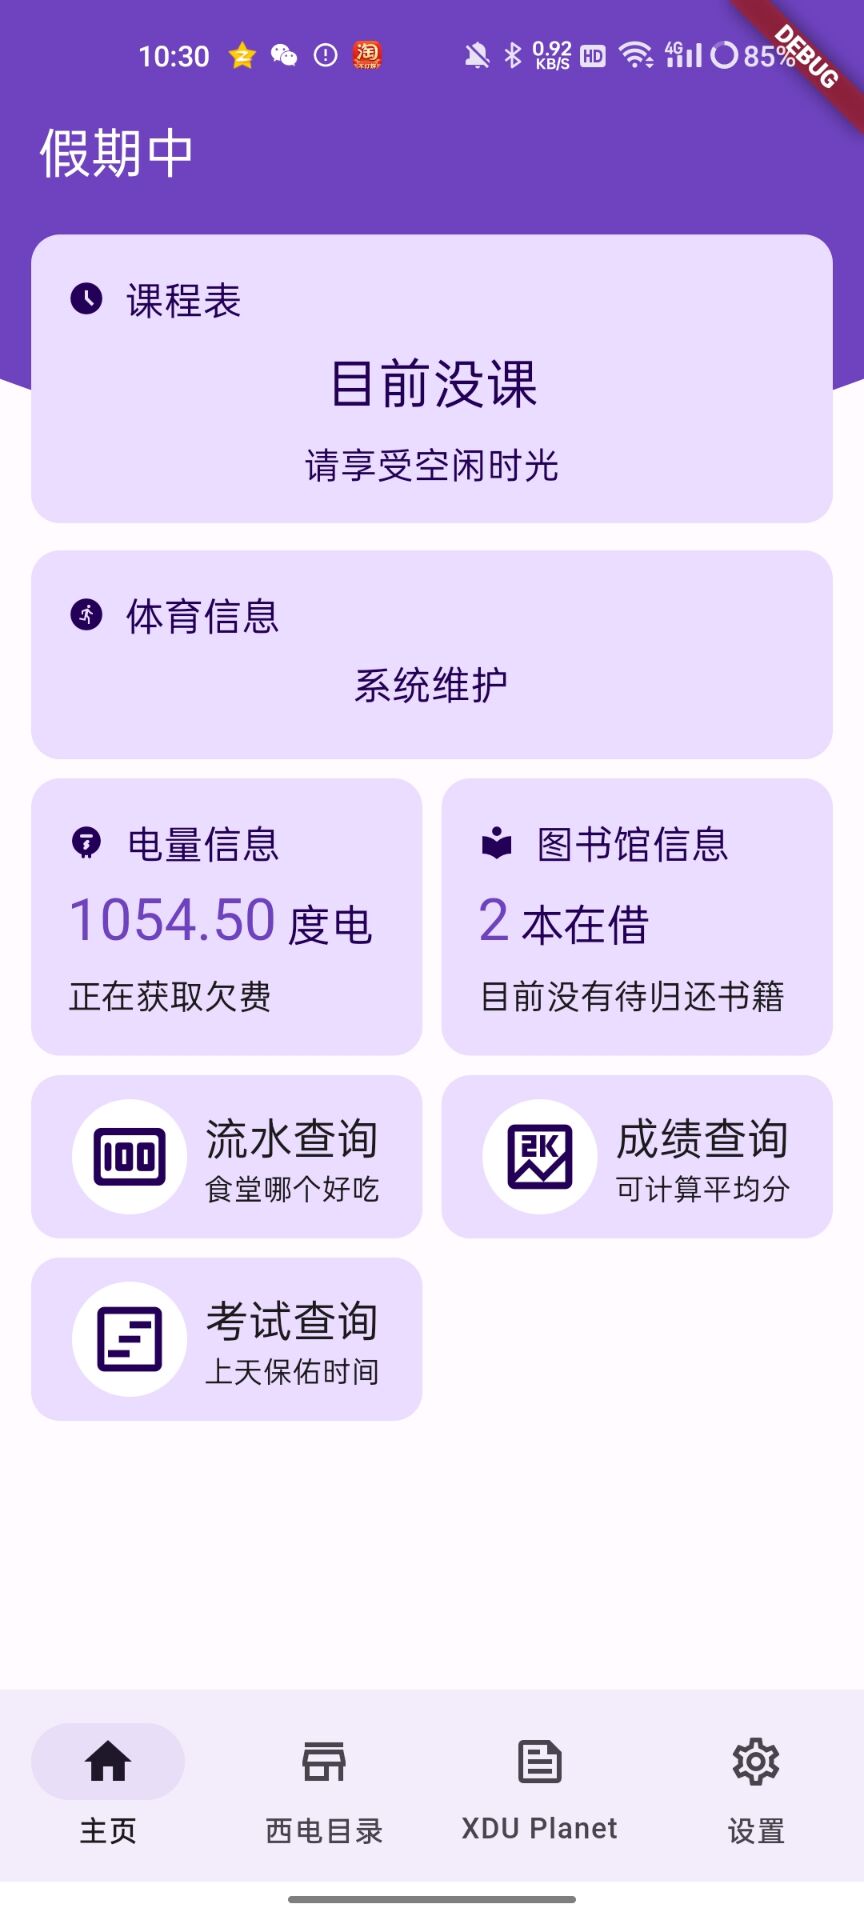 10:30 淘 0.92 KB/S HD 4G 85%
DEBUG
假期中
课程表
目前没课
请享受空闲时光
体育信息
系统维护
电量信息
1054.50 度电
正在获取欠费
图书馆信息
2 本在借
目前没有待归还书籍
100
流水查询
食堂哪个好吃
2K
成绩查询
可计算平均分
考试查询
上天保佑时间
主页
西电目录
XDU Planet
设置